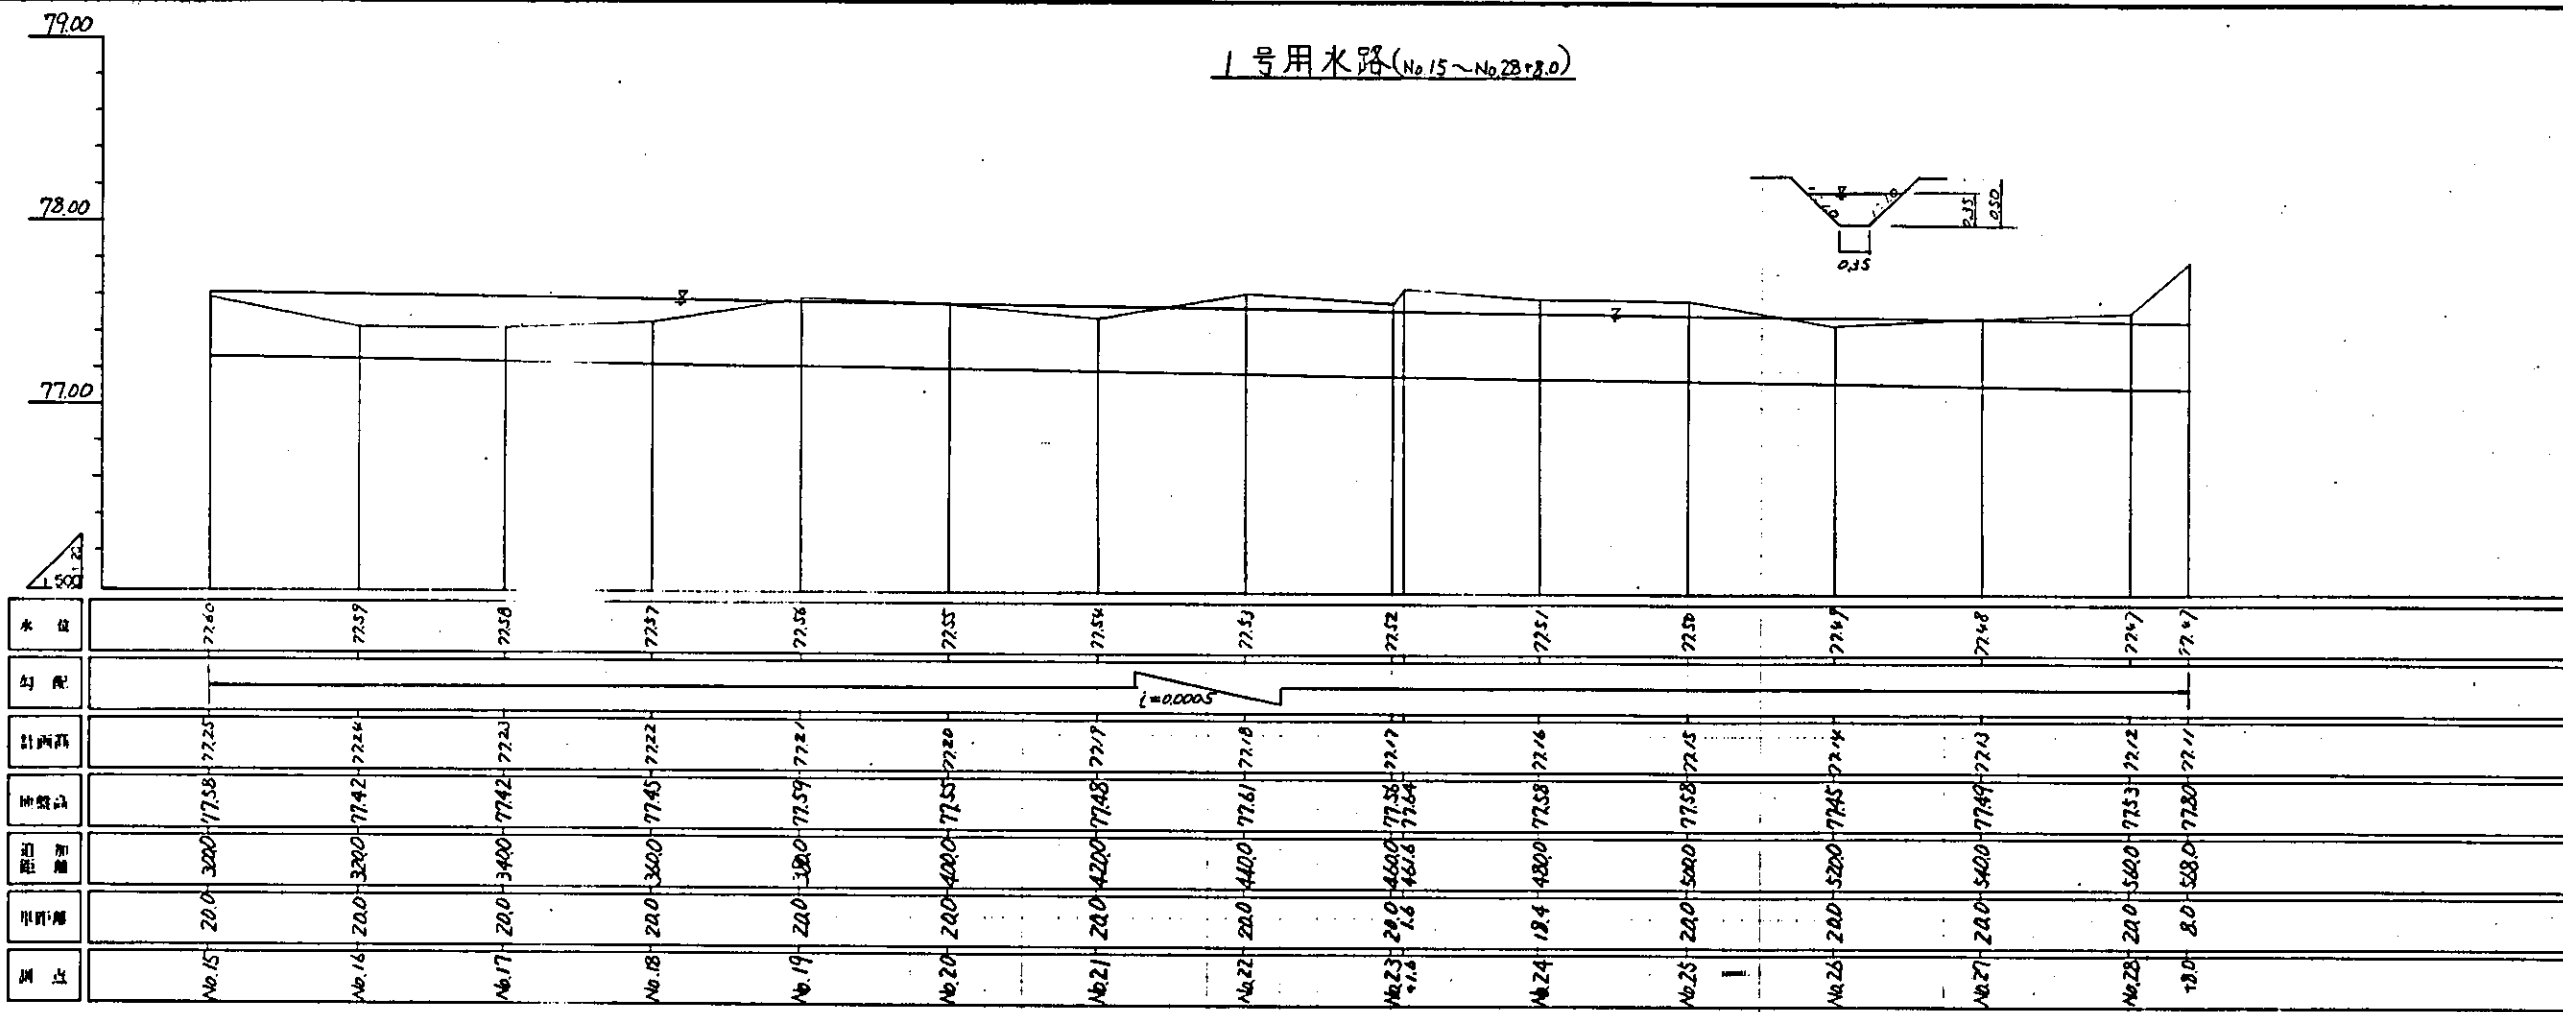 79.00
1号用水路(No.15～No.28+8.0)
78.00
1:1.0
0.35
0.50
0.35
77.00
1:500
水位 77.60 77.59 77.58 77.57 77.56 77.55 77.54 77.53 77.52 77.51 77.50 77.49 77.48 77.47 77.47
勾配 i=0.0005
計画高 77.25 77.24 77.23 77.22 77.21 77.20 77.19 77.18 77.17 77.16 77.15 77.14 77.13 77.12 77.11
地盤高 77.58 77.42 77.42 77.45 77.59 77.55 77.48 77.61 77.56 77.64 77.58 77.58 77.45 77.49 77.53 77.80
追加距離 300.0 320.0 340.0 360.0 380.0 400.0 420.0 440.0 460.0 461.6 480.0 500.0 520.0 540.0 560.0 568.0
単距離 20.0 20.0 20.0 20.0 20.0 20.0 20.0 20.0 20.0 1.6 18.4 20.0 20.0 20.0 20.0 8.0
測点 No.15 No.16 No.17 No.18 No.19 No.20 No.21 No.22 No.23 +1.6 No.24 No.25 No.26 No.27 No.28 +8.0